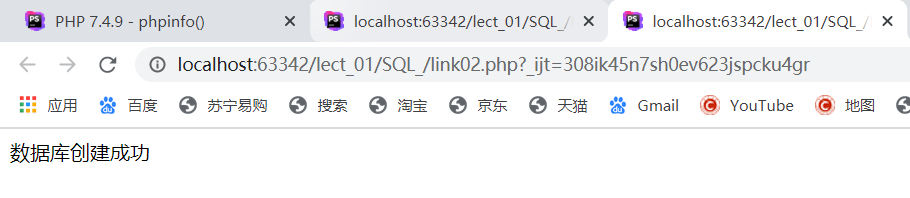 PHP 7.4.9 - phpinfo() localhost:63342/lect_01/SQL_/ localhost:63342/lect_01/SQL_/
localhost:63342/lect_01/SQL_/link02.php?_ijt=308ik45n7sh0ev623jspcku4gr
应用 百度 苏宁易购 搜索 淘宝 京东 天猫 Gmail YouTube 地图
数据库创建成功